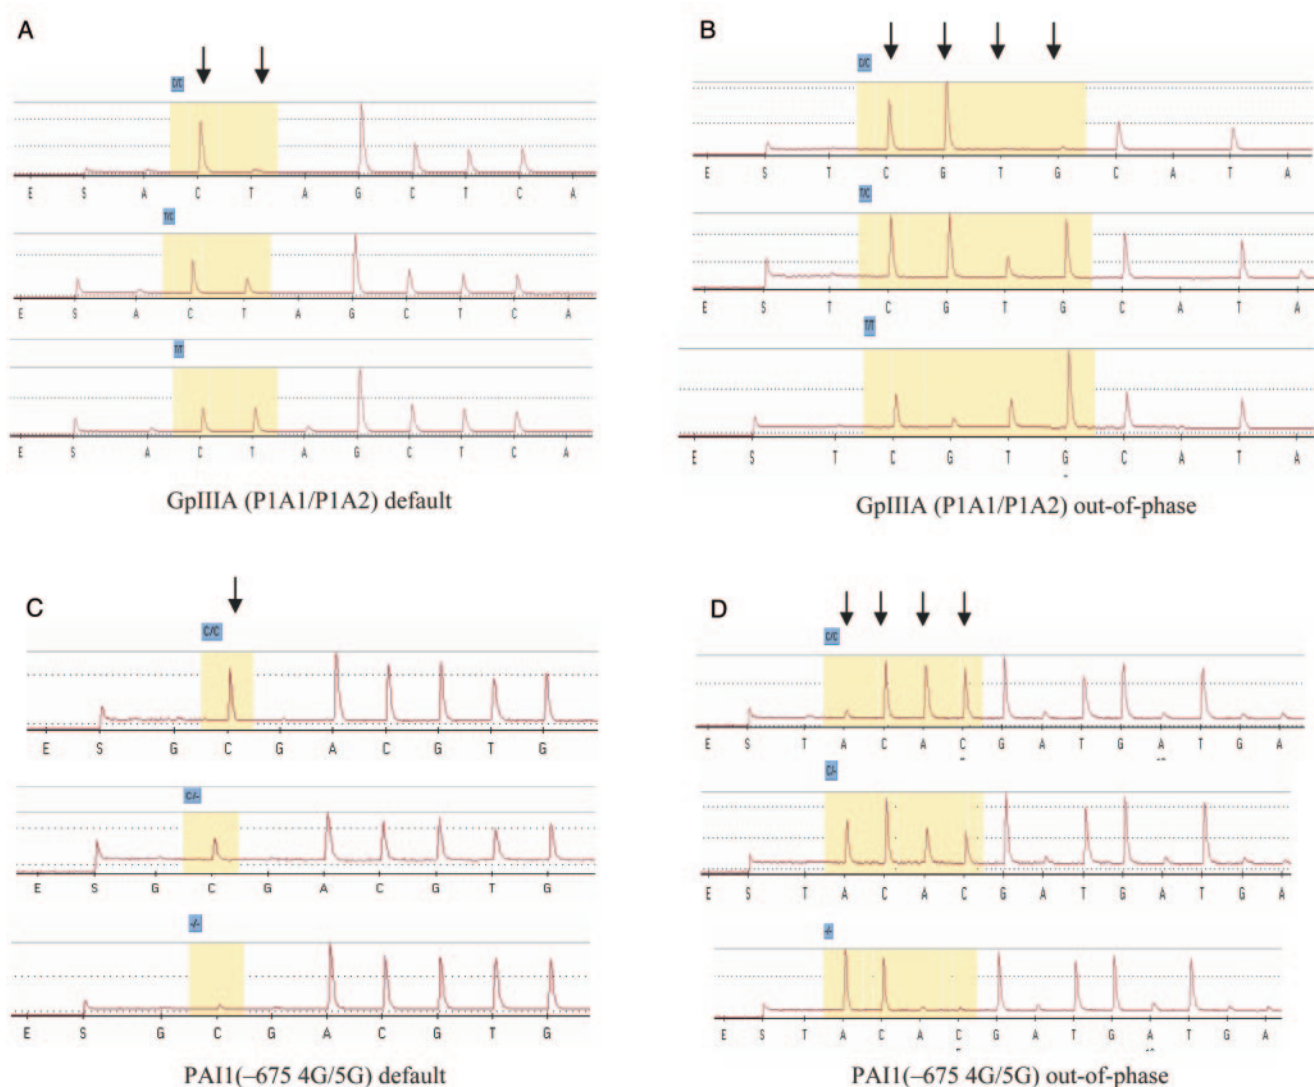 A
C/C
E S A C T A G C T C A
T/C
E S A C T A G C T C A
T/T
E S A C T A G C T C A
GpIIIA (P1A1/P1A2) default
B
C/C
E S T C G T G C A T A
T/C
E S T C G T G C A T A
T/T
E S T C G T G C A T A
GpIIIA (P1A1/P1A2) out-of-phase
C
C/C
E S G C G A C G T G
C/-
E S G C G A C G T G
-/-
E S G C G A C G T G
PAI1(–675 4G/5G) default
D
C/C
E S T A C A C G A T G A T G A
C/-
E S T A C A C G A T G A T G A
-/-
E S T A C A C G A T G A T G A
PAI1(–675 4G/5G) out-of-phase